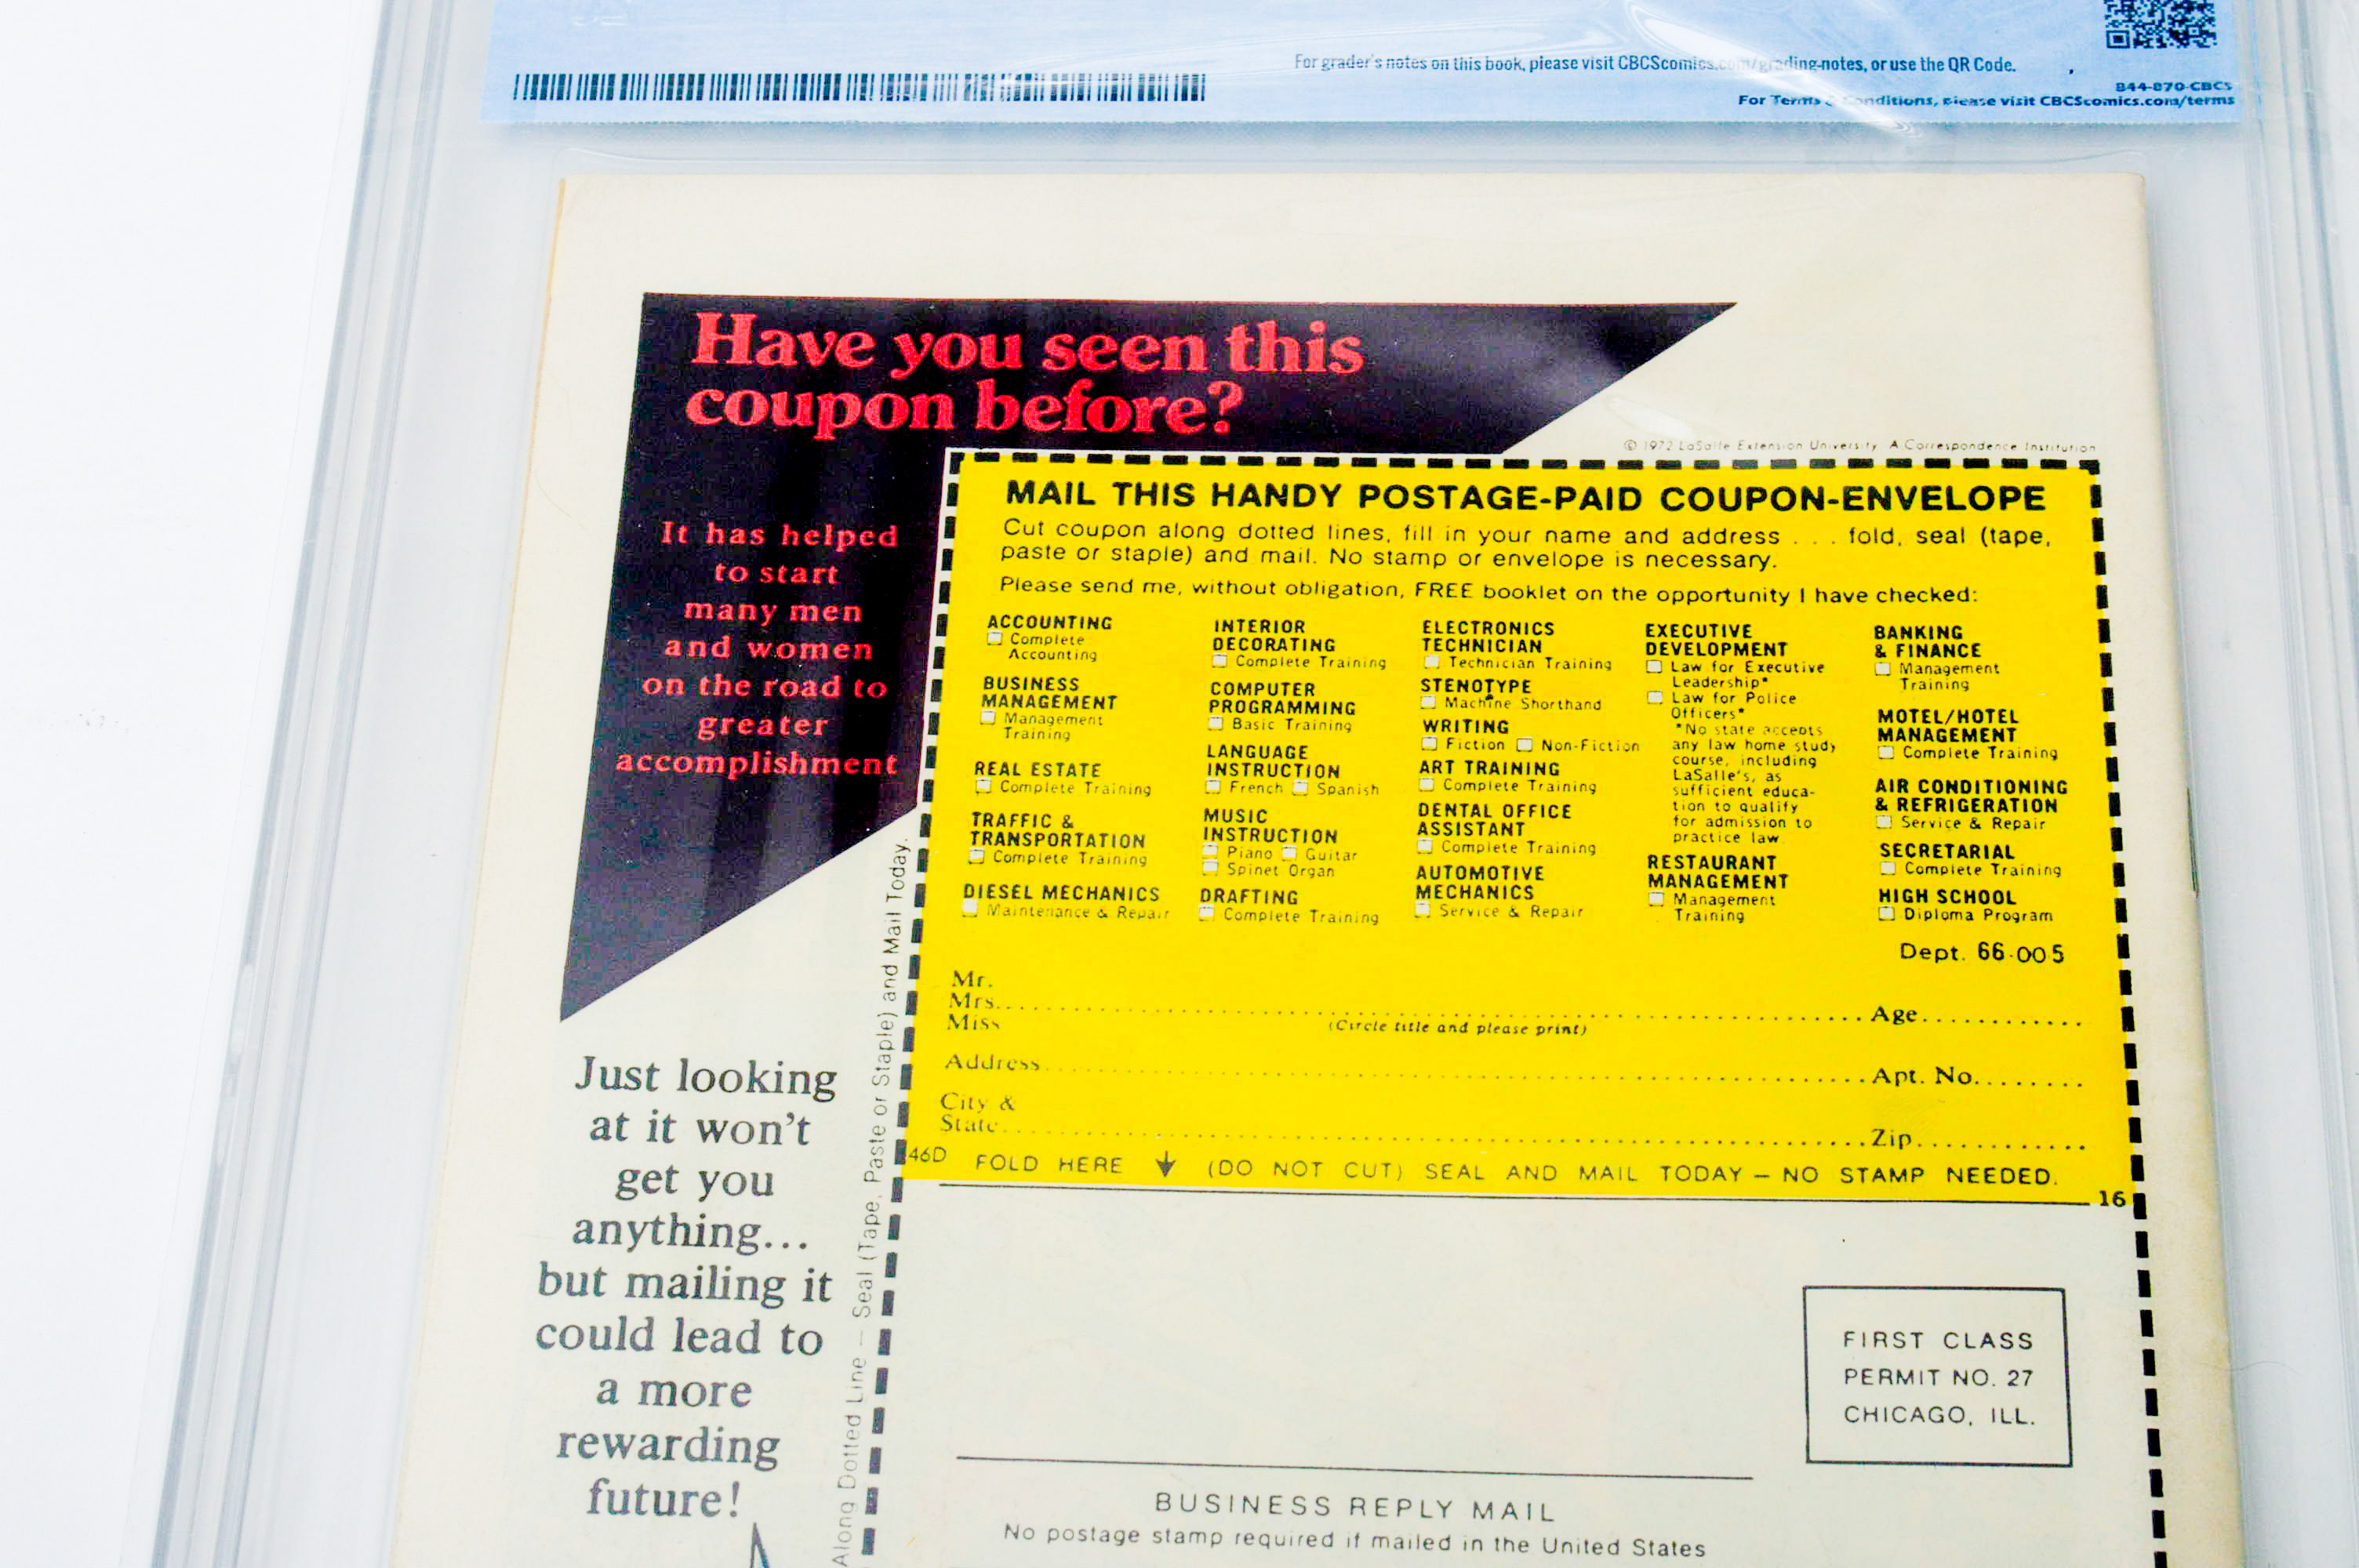 For grader's notes on this book, please visit CBCScomics.com/grading-notes, or use the QR Code.
844-870-CBCS
For Terms & Conditions, please visit CBCScomics.com/terms
Have you seen this
coupon before?
It has helped
to start
many men
and women
on the road to
greater
accomplishment
© 1972 LaSalle Extension University A Correspondence Institution
MAIL THIS HANDY POSTAGE-PAID COUPON-ENVELOPE
Cut coupon along dotted lines, fill in your name and address . . . fold, seal (tape,
paste or staple) and mail. No stamp or envelope is necessary.
Please send me, without obligation, FREE booklet on the opportunity I have checked:
ACCOUNTING
Complete
Accounting
BUSINESS
MANAGEMENT
Management
Training
REAL ESTATE
Complete Training
TRAFFIC &
TRANSPORTATION
Complete Training
DIESEL MECHANICS
Maintenance & Repair
INTERIOR
DECORATING
Complete Training
COMPUTER
PROGRAMMING
Basic Training
LANGUAGE
INSTRUCTION
French Spanish
MUSIC
INSTRUCTION
Piano Guitar
Spinet Organ
DRAFTING
Complete Training
ELECTRONICS
TECHNICIAN
Technician Training
STENOTYPE
Machine Shorthand
WRITING
Fiction Non-Fiction
ART TRAINING
Complete Training
DENTAL OFFICE
ASSISTANT
Complete Training
AUTOMOTIVE
MECHANICS
Service & Repair
EXECUTIVE
DEVELOPMENT
Law for Executive
Leadership*
Law for Police
Officers*
*No state accepts
any law home study
course, including
LaSalle's, as
sufficient educa-
tion to qualify
for admission to
practice law.
RESTAURANT
MANAGEMENT
Management
Training
BANKING
& FINANCE
Management
Training
MOTEL/HOTEL
MANAGEMENT
Complete Training
AIR CONDITIONING
& REFRIGERATION
Service & Repair
SECRETARIAL
Complete Training
HIGH SCHOOL
Diploma Program
Dept. 66-005
Mr.
Mrs.
Miss
(Circle title and please print)
Age
Address
Apt. No.
City &
State
Zip
46D
FOLD HERE ↓ (DO NOT CUT) SEAL AND MAIL TODAY – NO STAMP NEEDED.
16
Along Dotted Line – Seal (Tape, Paste or Staple) and Mail Today.
Just looking
at it won't
get you
anything...
but mailing it
could lead to
a more
rewarding
future!
FIRST CLASS
PERMIT NO. 27
CHICAGO, ILL.
BUSINESS REPLY MAIL
No postage stamp required if mailed in the United States